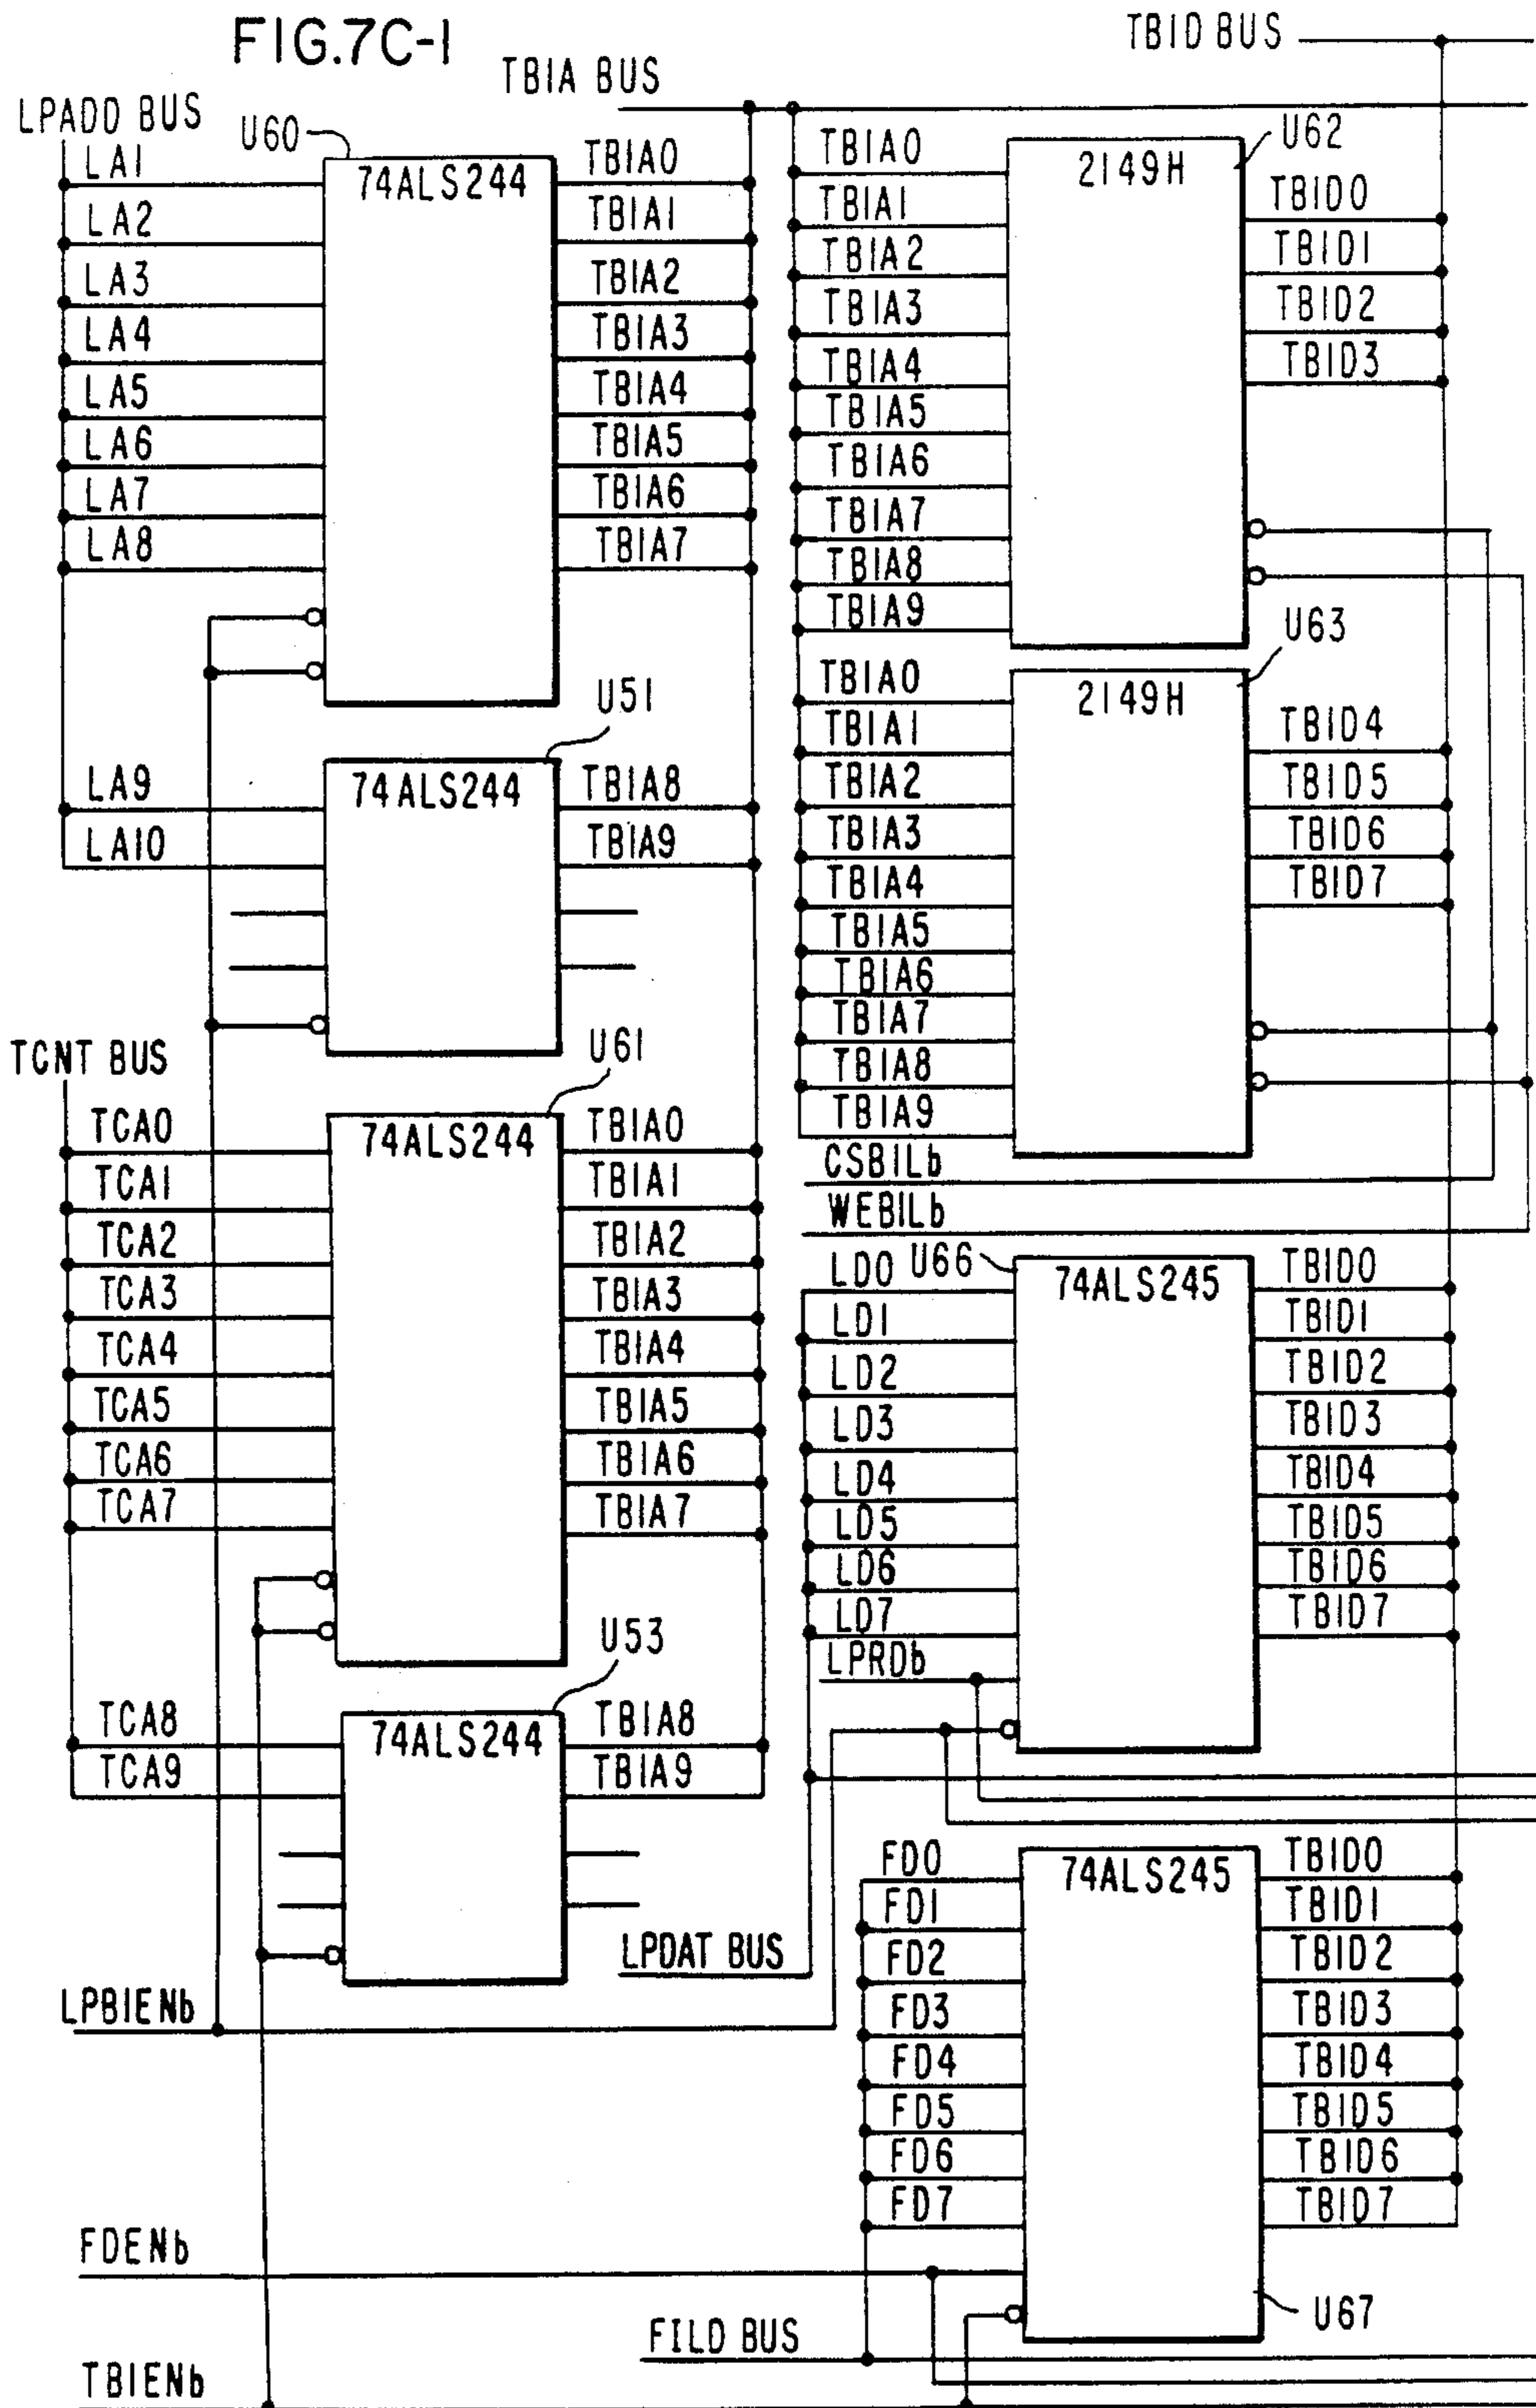 FIG.7C-1
TBID BUS
TBIA BUS
LPADD BUS
U60
74ALS244
LA1
LA2
LA3
LA4
LA5
LA6
LA7
LA8
TBIA0
TBIA1
TBIA2
TBIA3
TBIA4
TBIA5
TBIA6
TBIA7
U51
74ALS244
LA9
LA10
TBIA8
TBIA9
TCNT BUS
U61
74ALS244
TCA0
TCA1
TCA2
TCA3
TCA4
TCA5
TCA6
TCA7
TBIA0
TBIA1
TBIA2
TBIA3
TBIA4
TBIA5
TBIA6
TBIA7
U53
74ALS244
TCA8
TCA9
TBIA8
TBIA9
LPBIENb
FDENb
TBIENb
U62
2149H
TBIA0
TBIA1
TBIA2
TBIA3
TBIA4
TBIA5
TBIA6
TBIA7
TBIA8
TBIA9
TBID0
TBID1
TBID2
TBID3
U63
2149H
TBIA0
TBIA1
TBIA2
TBIA3
TBIA4
TBIA5
TBIA6
TBIA7
TBIA8
TBIA9
TBID4
TBID5
TBID6
TBID7
CSBILb
WEBILb
U66
74ALS245
LD0
LD1
LD2
LD3
LD4
LD5
LD6
LD7
LPRDb
TBID0
TBID1
TBID2
TBID3
TBID4
TBID5
TBID6
TBID7
LPDAT BUS
74ALS245
FD0
FD1
FD2
FD3
FD4
FD5
FD6
FD7
TBID0
TBID1
TBID2
TBID3
TBID4
TBID5
TBID6
TBID7
U67
FILD BUS